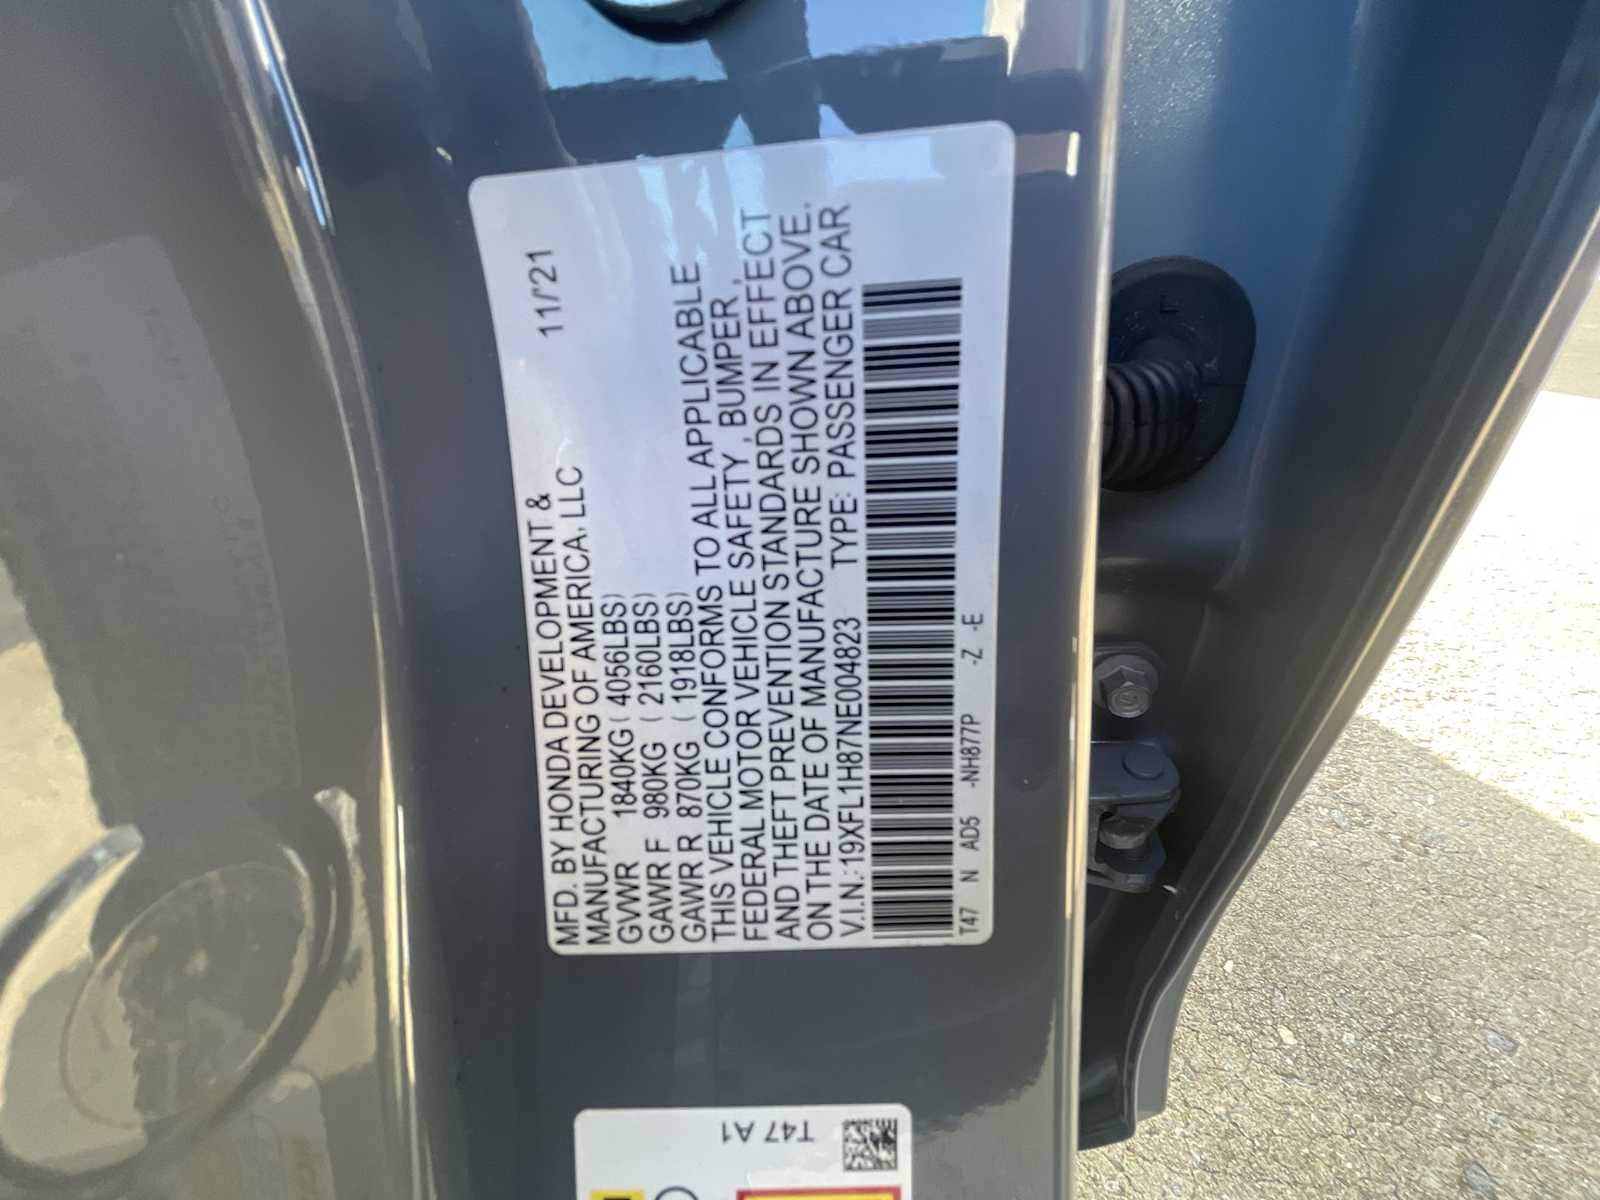 MFD. BY HONDA DEVELOPMENT &
MANUFACTURING OF AMERICA, LLC 11/'21
GVWR 1840KG ( 4056LBS)
GAWR F 980KG ( 2160LBS)
GAWR R 870KG ( 1918LBS)
THIS VEHICLE CONFORMS TO ALL APPLICABLE
FEDERAL MOTOR VEHICLE SAFETY, BUMPER,
AND THEFT PREVENTION STANDARDS IN EFFECT
ON THE DATE OF MANUFACTURE SHOWN ABOVE.
V.I.N.:19XFL1H87NE004823 TYPE: PASSENGER CAR
T47 N AD5 -NH877P -Z -E
T47 A1